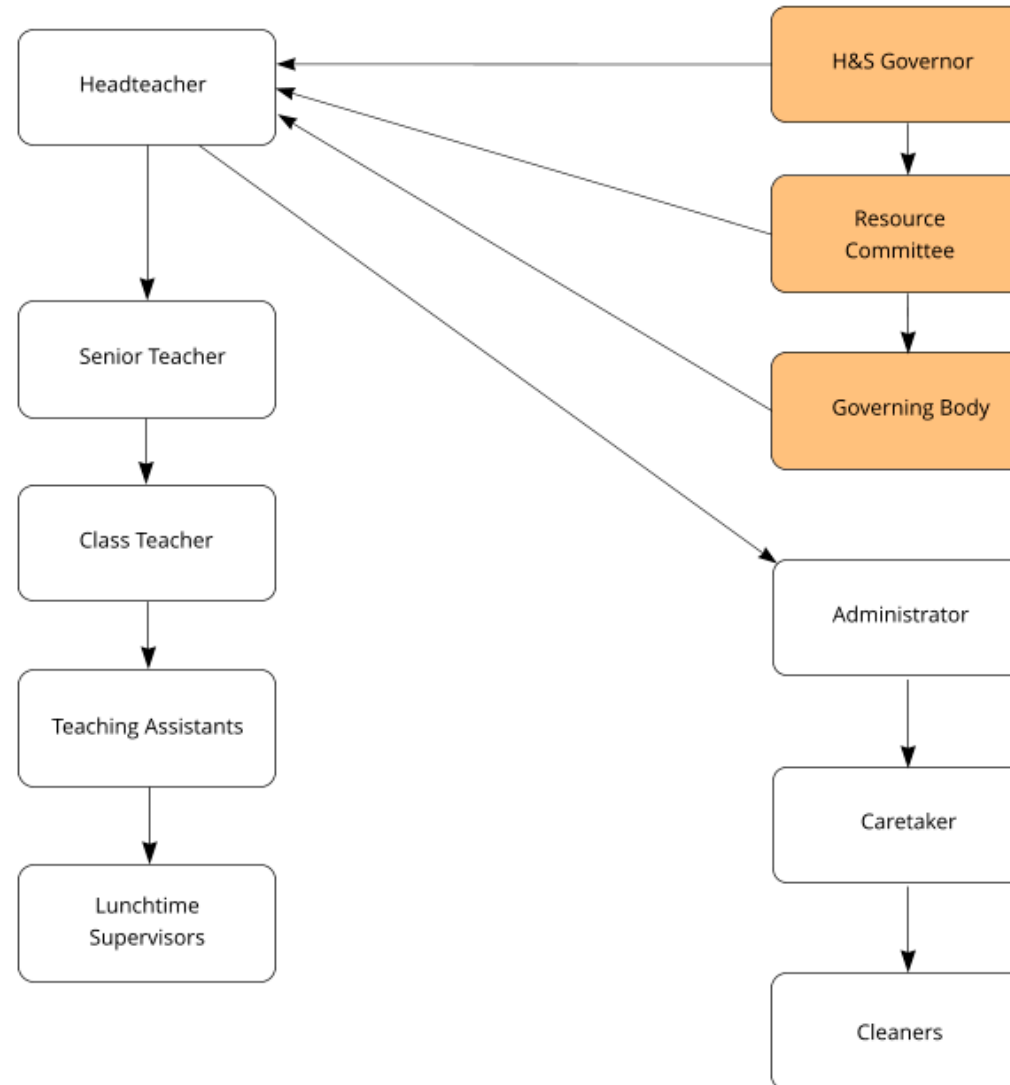 Headteacher
H&S Governor
Resource
Committee
Senior Teacher
Governing Body
Class Teacher
Administrator
Teaching Assistants
Caretaker
Lunchtime
Supervisors
Cleaners